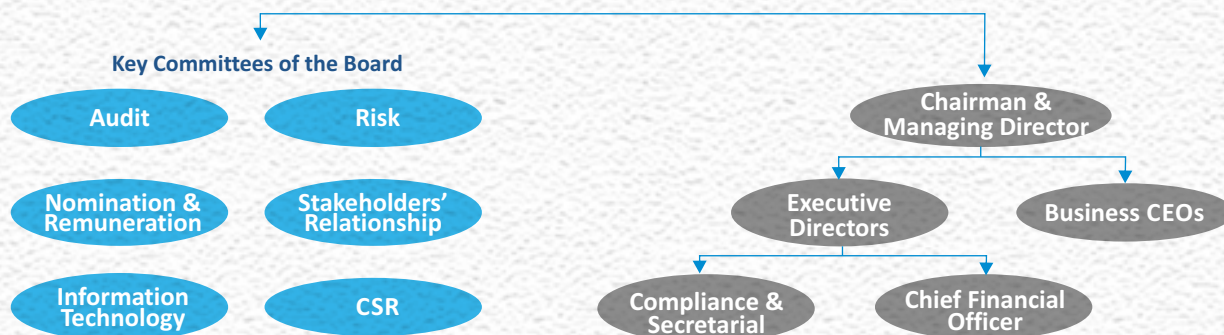 Key Committees of the Board
Audit
Risk
Nomination &
Remuneration
Stakeholders’
Relationship
Information
Technology
CSR
Chairman &
Managing Director
Executive
Directors
Business CEOs
Compliance &
Secretarial
Chief Financial
Officer